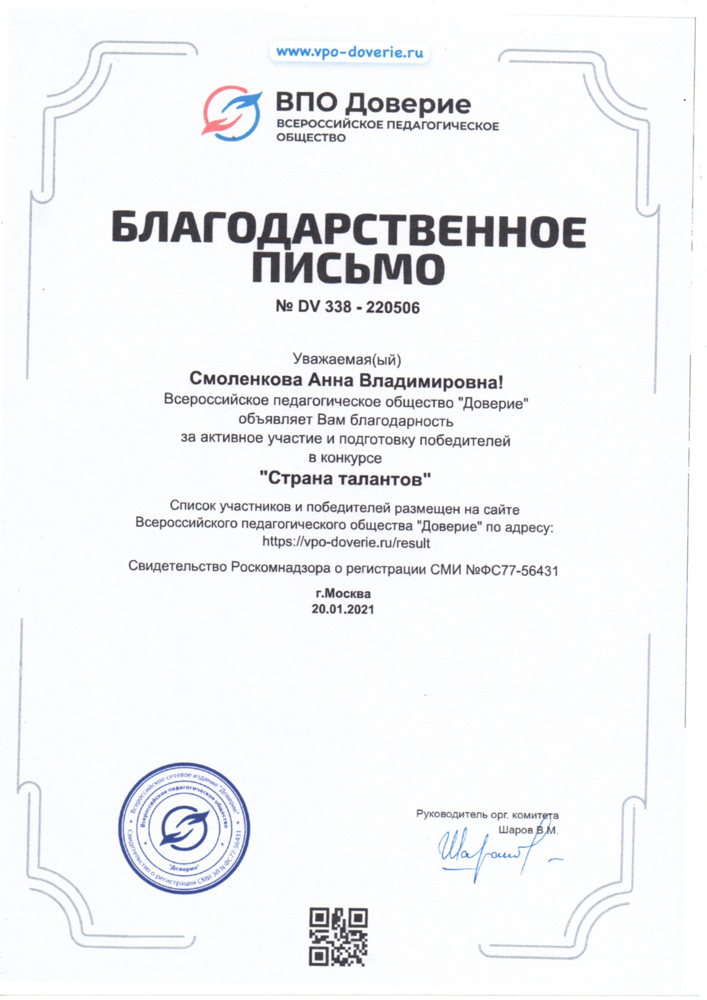 www.vpo-doverie.ru
ВПО Доверие
ВСЕРОССИЙСКОЕ ПЕДАГОГИЧЕСКОЕ
ОБЩЕСТВО
БЛАГОДАРСТВЕННОЕ
ПИСЬМО
№ DV 338 - 220506
Уважаемая(ый)
Смоленкова Анна Владимировна!
Всероссийское педагогическое общество "Доверие"
объявляет Вам благодарность
за активное участие и подготовку победителей
в конкурсе
"Страна талантов"
Список участников и победителей размещен на сайте
Всероссийского педагогического общества "Доверие" по адресу:
https://vpo-doverie.ru/result
Свидетельство Роскомнадзора о регистрации СМИ №ФС77-56431
г.Москва
20.01.2021
Всероссийское сетевое издание "Доверие"
Свидетельство о регистрации СМИ ЭЛ N ФС77-56431
Всероссийское педагогическое общество
"Доверие"
Руководитель орг. комитета
Шаров В.М.